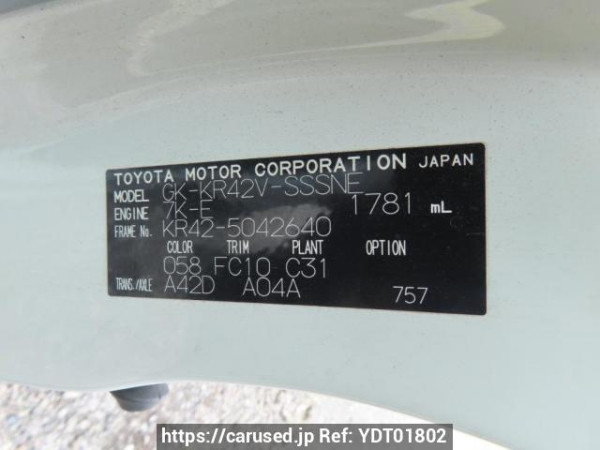 TOYOTA MOTOR CORPORATION JAPAN
MODEL GK-KR42V-SSSNE
ENGINE 7K-E 1781 mL
FRAME No. KR42-5042640
COLOR TRIM PLANT OPTION
058 FC10 C31
TRANS./AXLE A42D A04A 757
https://carused.jp Ref: YDT01802